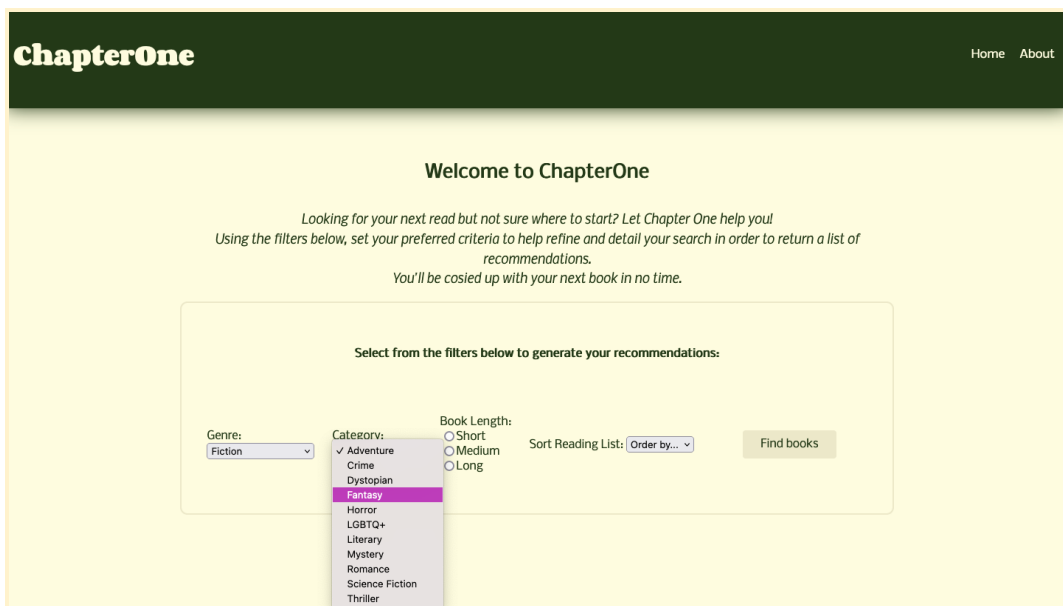 ChapterOne
Home About
Welcome to ChapterOne
Looking for your next read but not sure where to start? Let Chapter One help you!
Using the filters below, set your preferred criteria to help refine and detail your search in order to return a list of
recommendations.
You'll be cosied up with your next book in no time.
Select from the filters below to generate your recommendations:
Genre:
Fiction
Category:
✓ Adventure
Crime
Dystopian
Fantasy
Horror
LGBTQ+
Literary
Mystery
Romance
Science Fiction
Thriller
Book Length:
Short
Medium
Long
Sort Reading List: Order by...
Find books